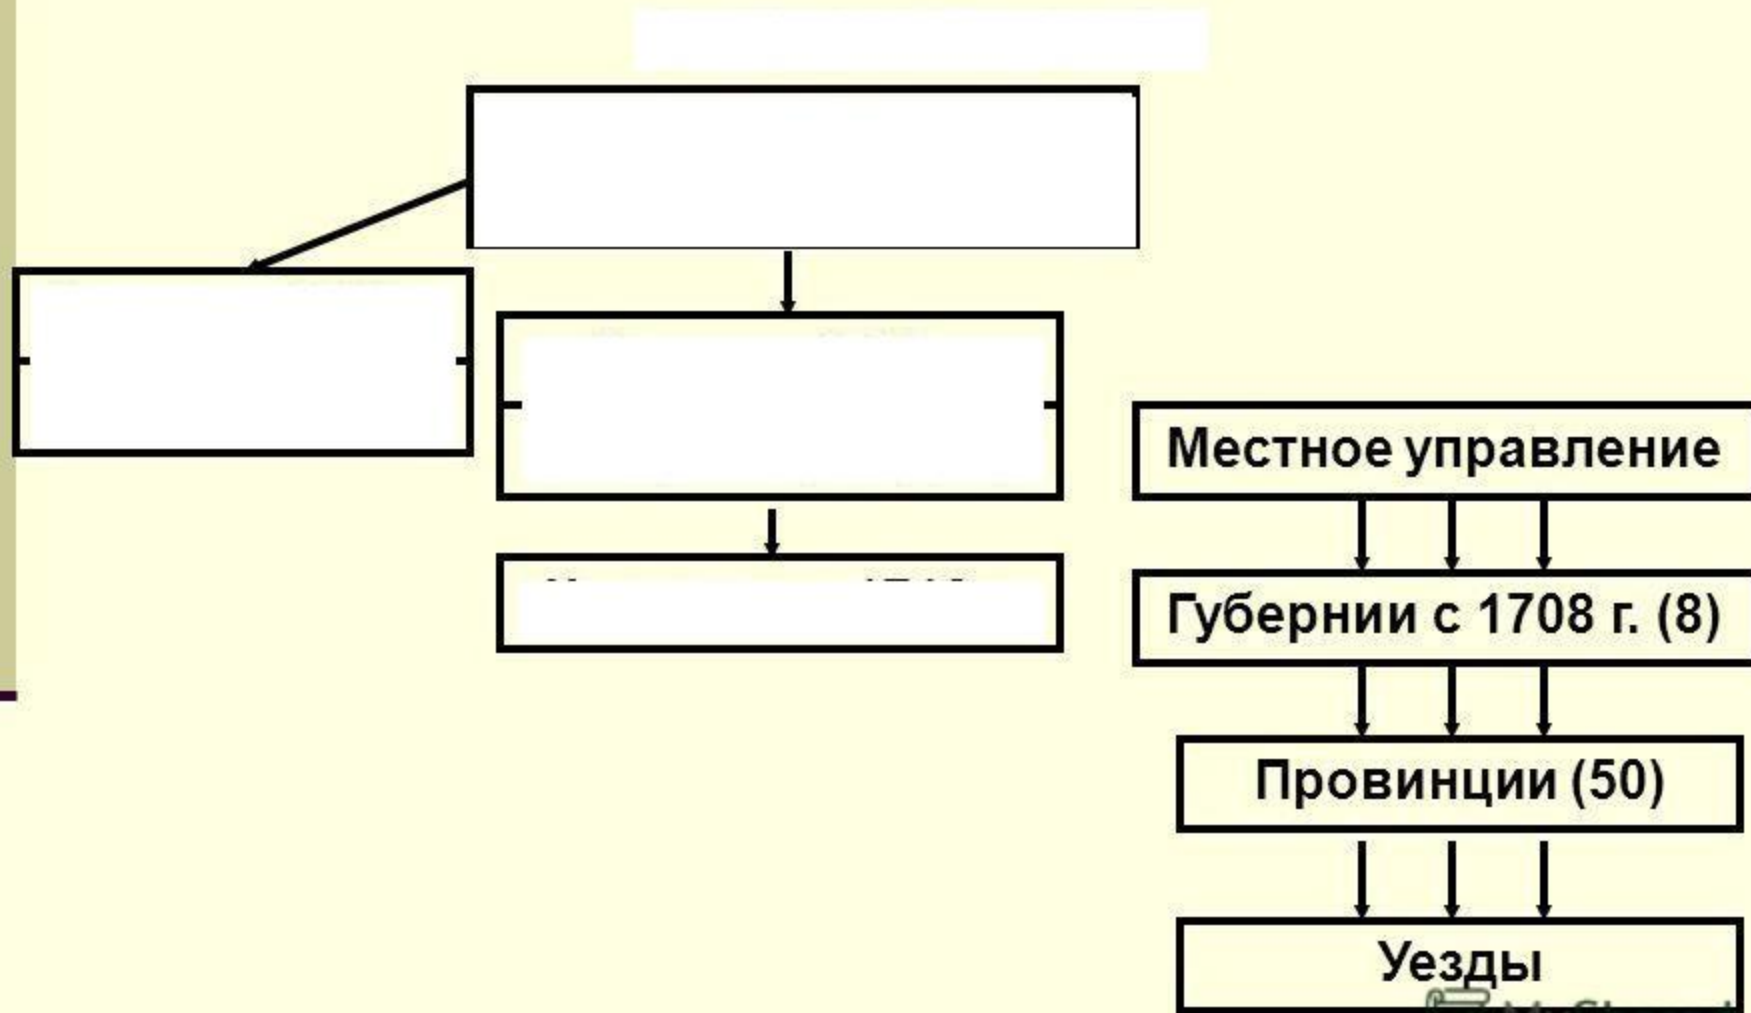 Местное управление
Губернии с 1708 г. (8)
Провинции (50)
Уезды